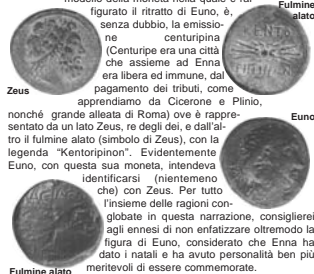 modello della moneta nella quale è raf-
figurato il ritratto di Euno, è,
senza dubbio, la emissio-
ne centuripina
(Centuripe era una città
che assieme ad Enna
era libera ed immune, dal
pagamento dei tributi, come
apprendiamo da Cicerone e Plinio,
nonché grande alleata di Roma) ove è rappre-
sentato da un lato Zeus, re degli dei, e dall'al-
tro il fulmine alato (simbolo di Zeus), con la
legenda "Kentoripinon". Evidentemente
Euno, con questa sua moneta, intendeva
identificarsi (nientemeno
che) con Zeus. Per tutto
l'insieme delle ragioni con-
globate in questa narrazione, consiglierei
agli ennesi di non enfatizzare oltremodo la
figura di Euno, considerato che Enna ha
dato i natali e ha avuto personalità ben più
meritevoli di essere commemorate.
Fulmine
alato
Zeus
Euno
Fulmine alato